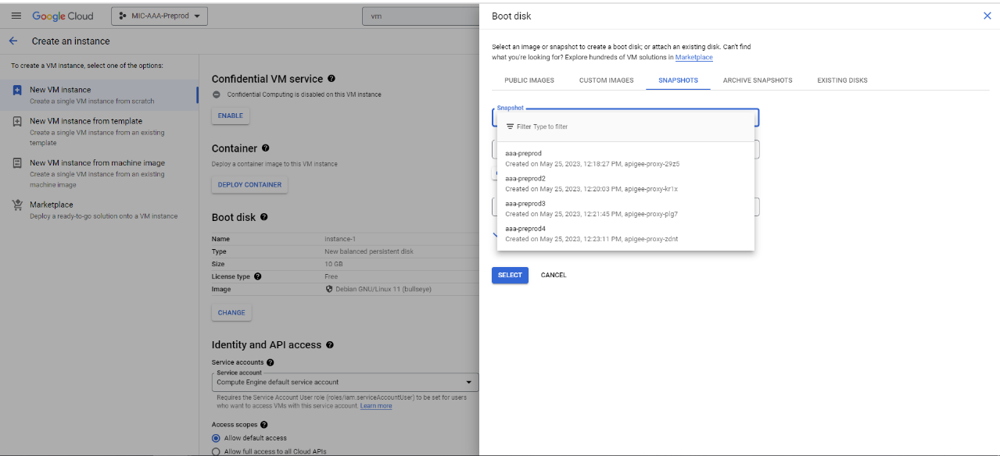 Google Cloud
MIC-AAA-Preprod
vm
Create an instance
To create a VM instance, select one of the options:
New VM instance
Create a single VM instance from scratch
New VM instance from template
Create a single VM instance from an existing
template
New VM instance from machine image
Create a single VM instance from an existing
machine image
Marketplace
Deploy a ready-to-go solution onto a VM instance
Confidential VM service
Confidential Computing is disabled on this VM instance
ENABLE
Container
Deploy a container image to this VM instance
DEPLOY CONTAINER
Boot disk
Name instance-1
Type New balanced persistent disk
Size 10 GB
License type Free
Image Debian GNU/Linux 11 (bullseye)
CHANGE
Identity and API access
Service accounts
Service account
Compute Engine default service account
Requires the Service Account User role (roles/iam.serviceAccountUser) to be set for users
who want to access VMs with this service account. Learn more
Access scopes
Allow default access
Allow full access to all Cloud APIs
Boot disk
Select an image or snapshot to create a boot disk; or attach an existing disk. Can't find
what you're looking for? Explore hundreds of VM solutions in Marketplace
PUBLIC IMAGES CUSTOM IMAGES SNAPSHOTS ARCHIVE SNAPSHOTS EXISTING DISKS
Snapshot
Filter Type to filter
aaa-preprod
Created on May 25, 2023, 12:18:27 PM, apigee-proxy-29z5
aaa-preprod2
Created on May 25, 2023, 12:20:03 PM, apigee-proxy-kr1x
aaa-preprod3
Created on May 25, 2023, 12:21:45 PM, apigee-proxy-plg7
aaa-preprod4
Created on May 25, 2023, 12:23:11 PM, apigee-proxy-zdnt
SELECT CANCEL